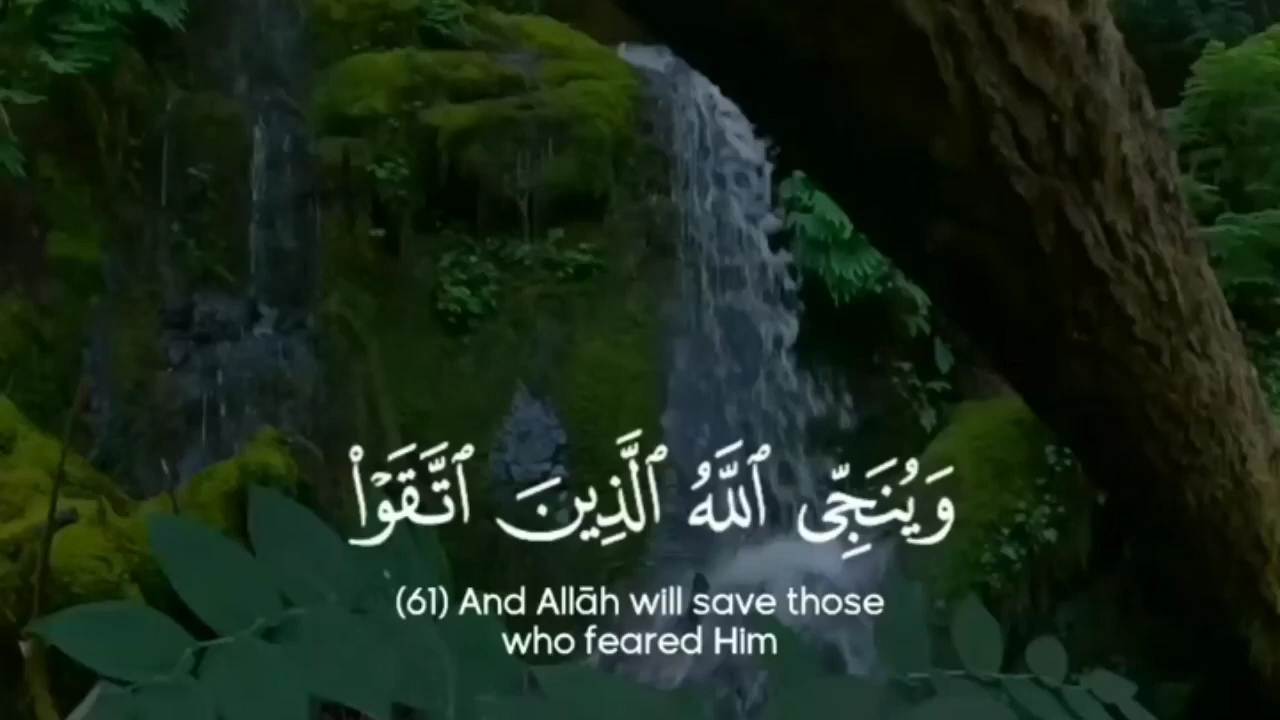 وَيُنَجِّى ٱللَّهُ ٱلَّذِينَ ٱتَّقَوْا۟
(61) And Allāh will save those
who feared Him